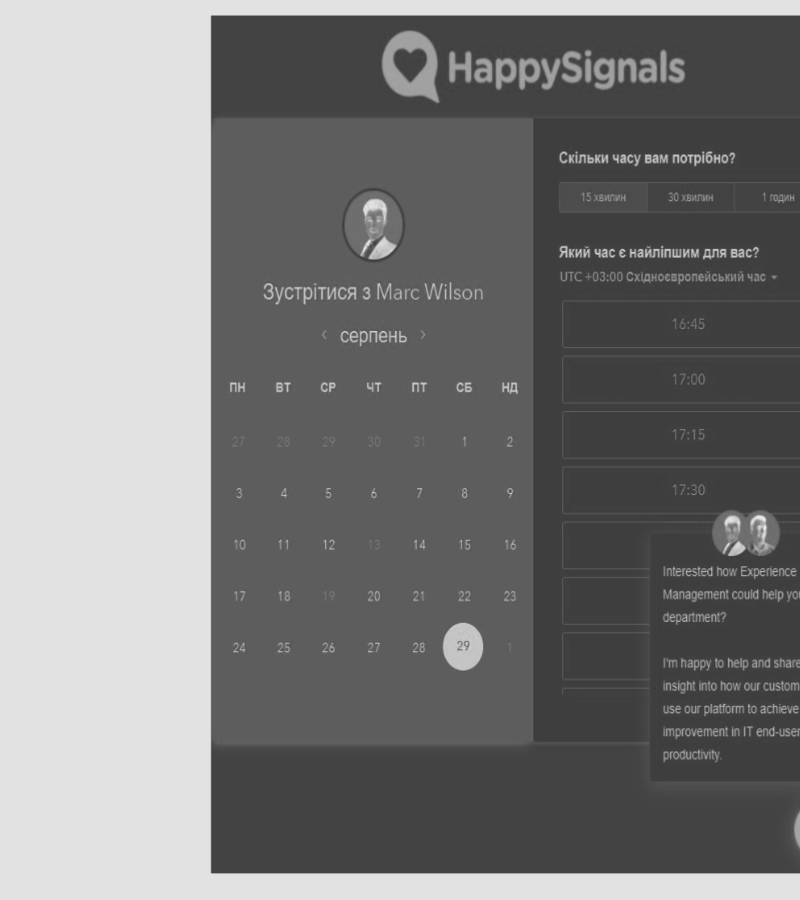 HappySignals
Зустрітися з Marc Wilson
серпень
ПН ВТ СР ЧТ ПТ СБ НД
27 28 29 30 31 1 2
3 4 5 6 7 8 9
10 11 12 13 14 15 16
17 18 19 20 21 22 23
24 25 26 27 28 29 1
Скільки часу вам потрібно?
15 хвилин 30 хвилин 1 годин
Який час є найліпшим для вас?
UTC +03:00 Східноєвропейський час
16:45
17:00
17:15
17:30
Interested how Experience
Management could help you
department?
I'm happy to help and share
insight into how our custom
use our platform to achieve
improvement in IT end-user
productivity.